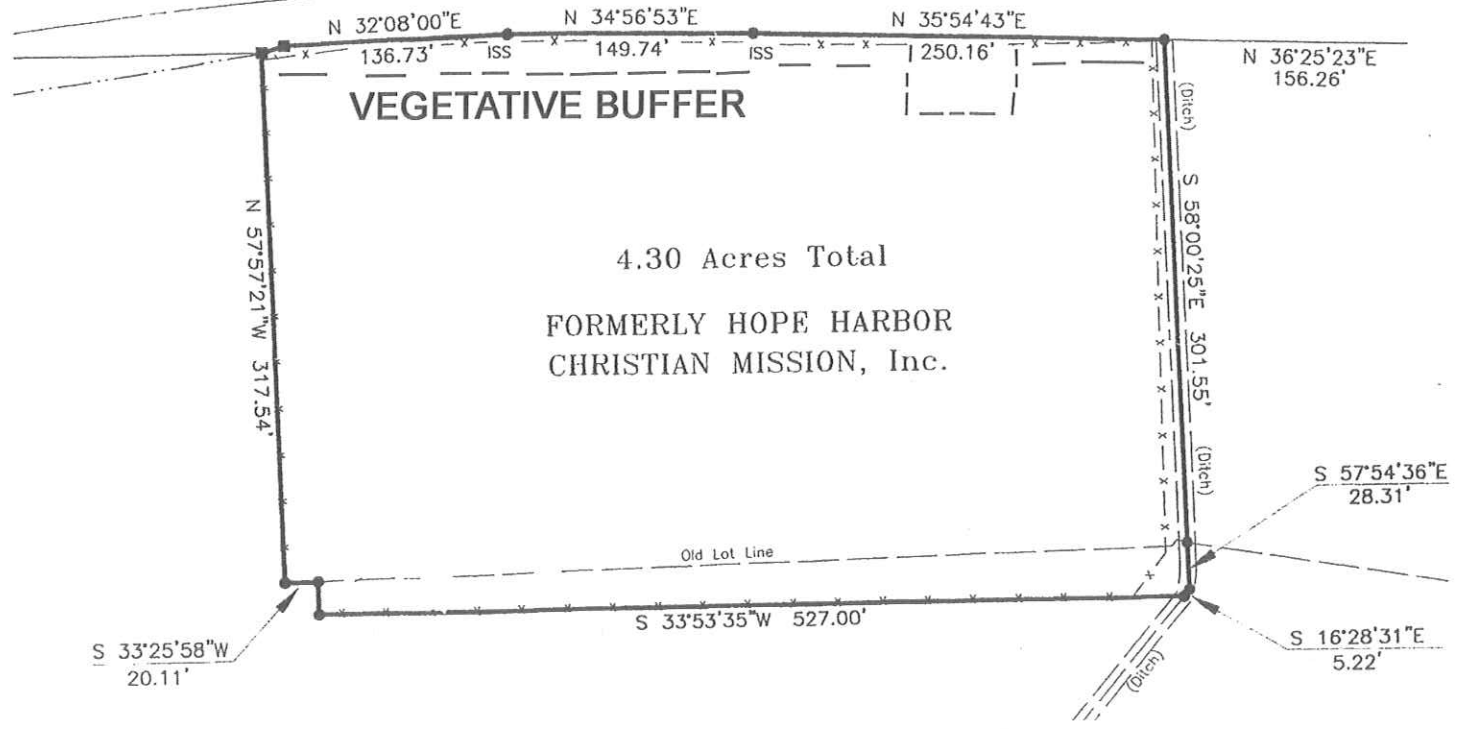 N 32°08'00"E
136.73'
ISS
N 34°56'53"E
149.74'
ISS
N 35°54'43"E
250.16'
N 36°25'23"E
156.26'
VEGETATIVE BUFFER
(Ditch)
S 58°00'25"E 301.55'
N 57°57'21"W 317.54'
4.30 Acres Total
FORMERLY HOPE HARBOR
CHRISTIAN MISSION, Inc.
(Ditch)
S 57°54'36"E
28.31'
Old Lot Line
S 33°53'35"W 527.00'
S 33°25'58"W
20.11'
S 16°28'31"E
5.22'
(Ditch)